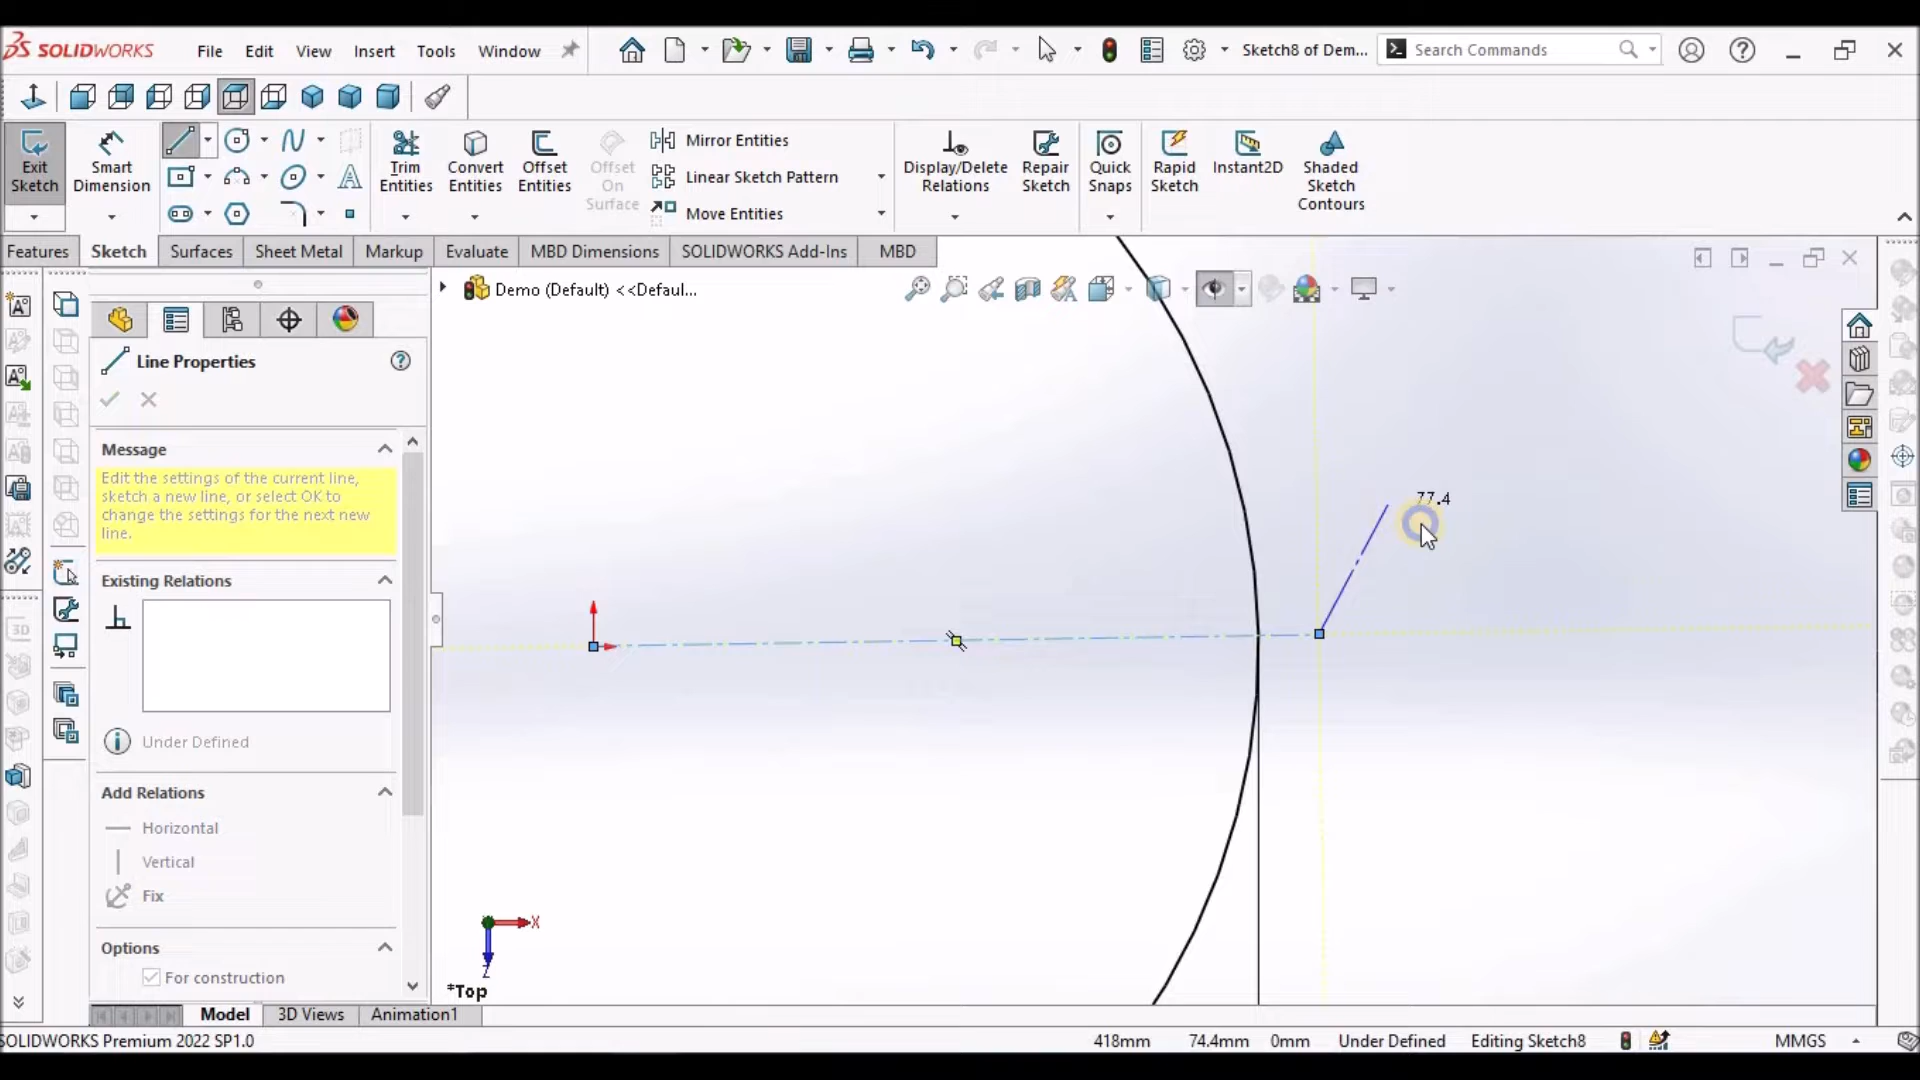 SOLIDWORKS File Edit View Insert Tools Window Sketch8 of Dem... Search Commands
Exit Sketch
Smart Dimension
Trim Entities
Convert Entities
Offset Entities
Offset On Surface
Mirror Entities
Linear Sketch Pattern
Move Entities
Display/Delete Relations
Repair Sketch
Quick Snaps
Rapid Sketch
Instant2D
Shaded Sketch Contours
Features Sketch Surfaces Sheet Metal Markup Evaluate MBD Dimensions SOLIDWORKS Add-Ins MBD
Demo (Default) <<Defaul...
Line Properties
Message
Edit the settings of the current line,
sketch a new line, or select OK to
change the settings for the next new
line.
Existing Relations
Under Defined
Add Relations
Horizontal
Vertical
Fix
Options
For construction
77.4
X
Z
*Top
3D
Model 3D Views Animation1
SOLIDWORKS Premium 2022 SP1.0 418mm 74.4mm 0mm Under Defined Editing Sketch8 MMGS